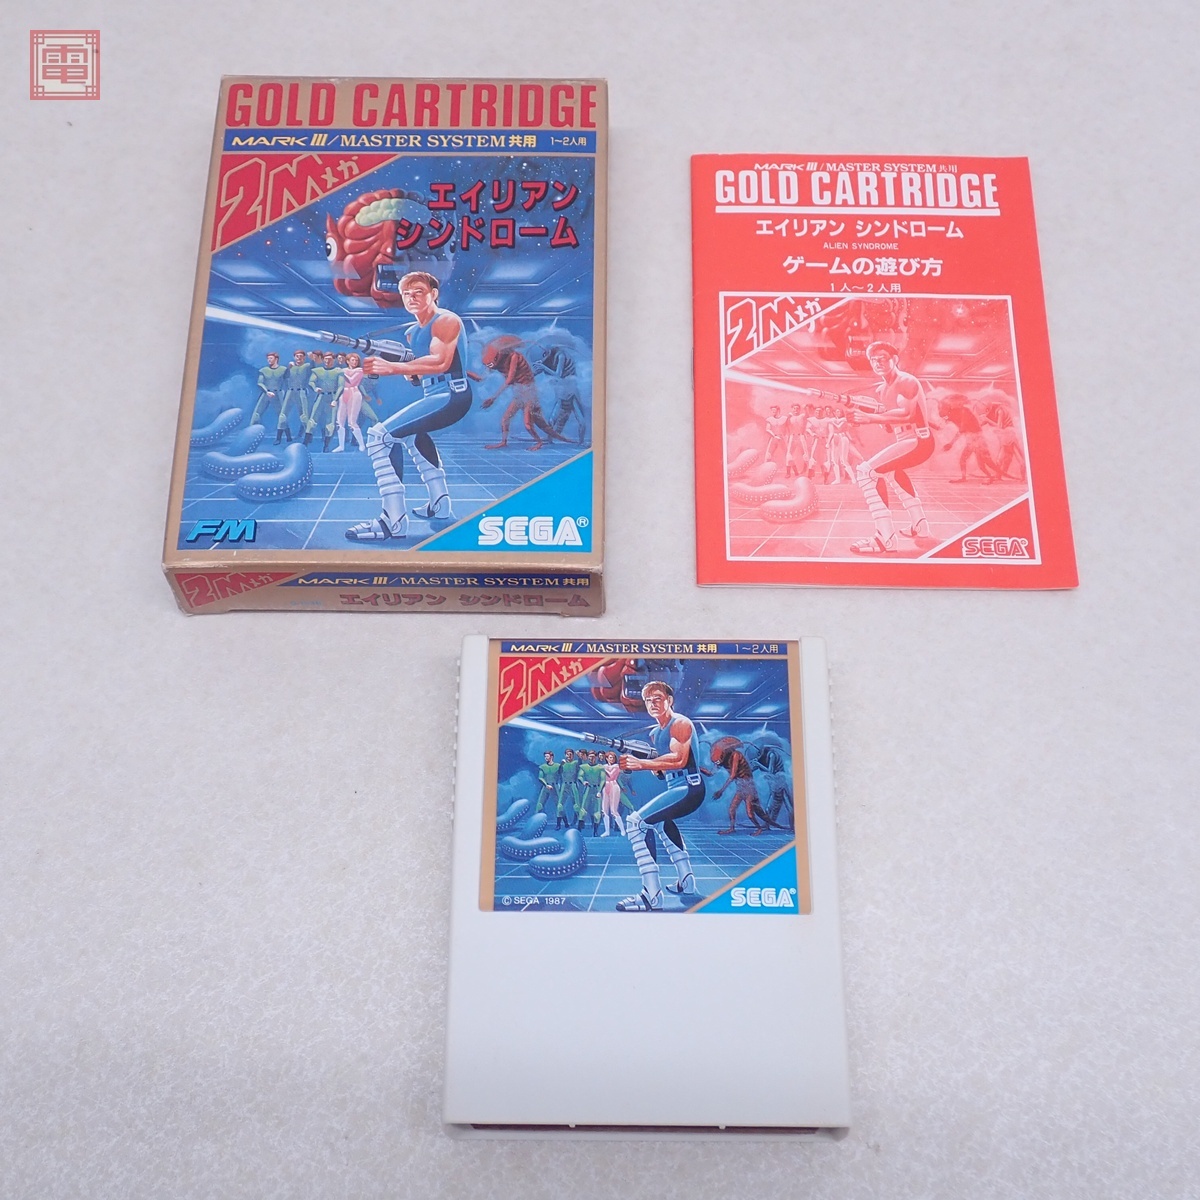 電
GOLD CARTRIDGE
MARK III/MASTER SYSTEM 共用 1~2人用
2Mメガ
エイリアン
シンドローム
FM
SEGA®
2Mメガ MARK III/MASTER SYSTEM 共用
エイリアン シンドローム
MARK III/MASTER SYSTEM 共用
GOLD CARTRIDGE
エイリアン シンドローム
ALIEN SYNDROME
ゲームの遊び方
1人~2人用
2Mメガ
SEGA®
MARK III/MASTER SYSTEM 共用 1~2人用
2Mメガ
© SEGA 1987
SEGA®